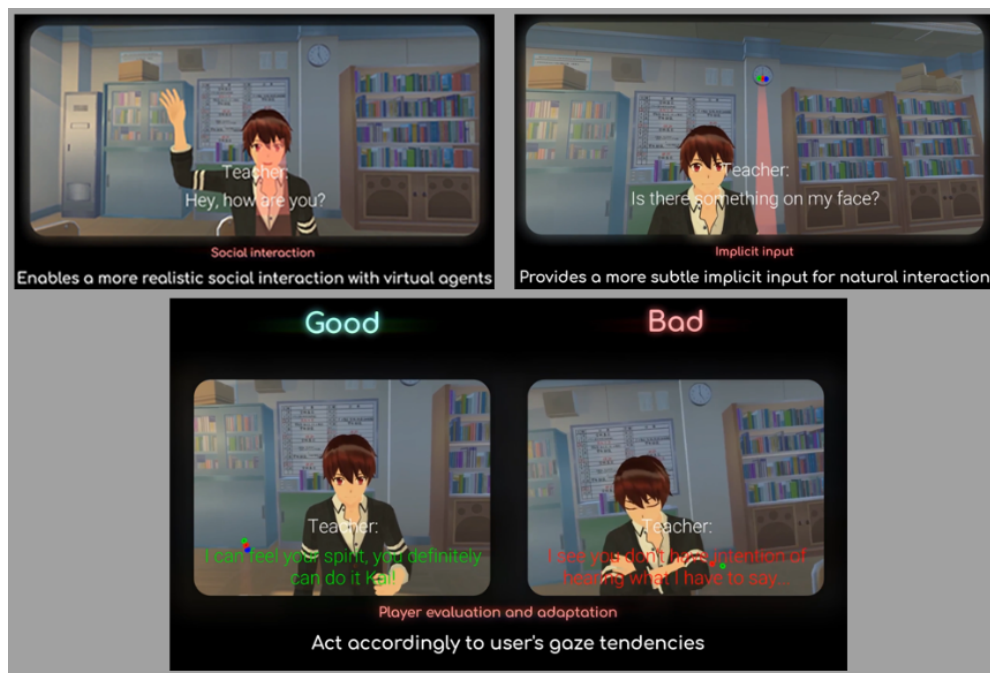 Teacher:
Hey, how are you?
Social interaction
Enables a more realistic social interaction with virtual agents
Teacher:
Is there something on my face?
Implicit input
Provides a more subtle implicit input for natural interaction
Good
Bad
Teacher:
I can feel your spirit, you definitely
can do it Kai!
Teacher:
I see you don't have intention of
hearing what I have to say...
Player evaluation and adaptation
Act accordingly to user's gaze tendencies